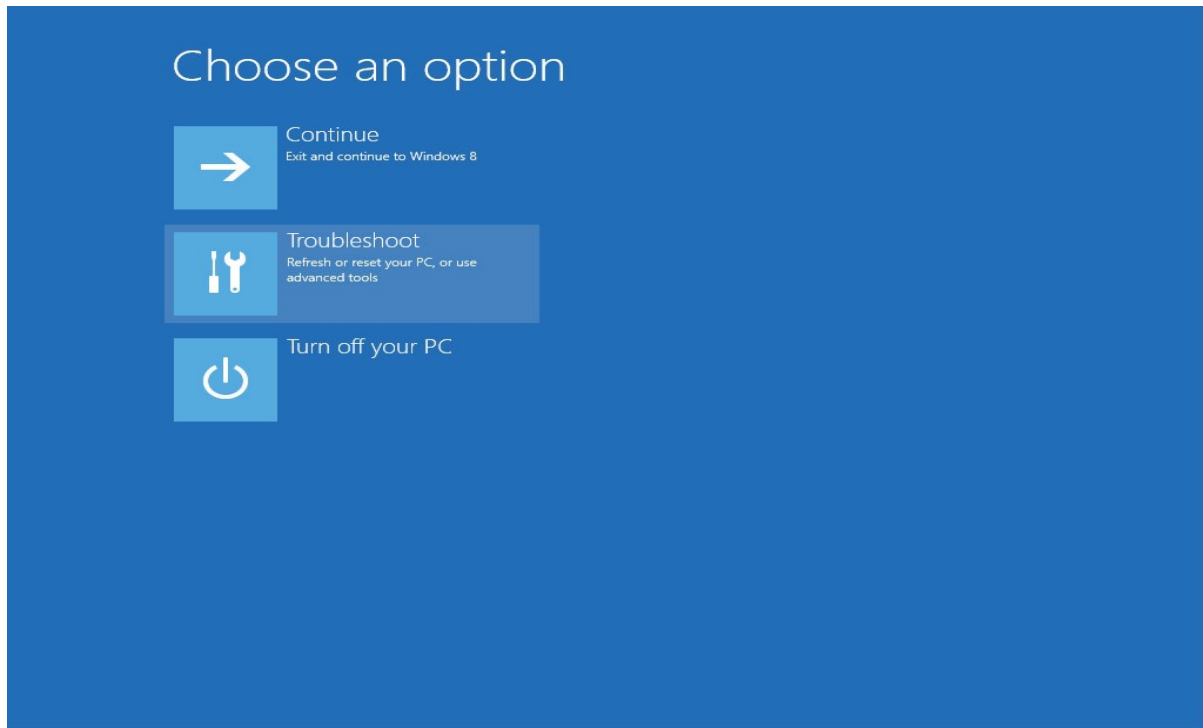 Choose an option
Continue
Exit and continue to Windows 8
Troubleshoot
Refresh or reset your PC, or use
advanced tools
Turn off your PC